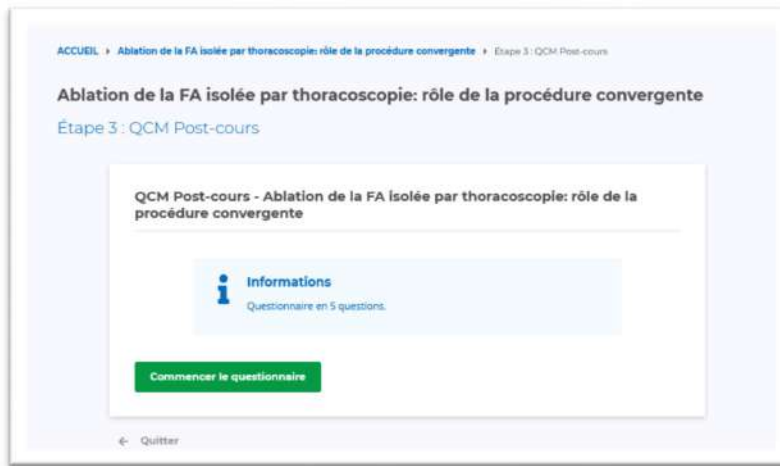 ACCUEIL › Ablation de la FA isolée par thoracoscopie: rôle de la procédure convergente › Étape 3 : QCM Post-cours
Ablation de la FA isolée par thoracoscopie: rôle de la procédure convergente
Étape 3 : QCM Post-cours
QCM Post-cours - Ablation de la FA isolée par thoracoscopie: rôle de la
procédure convergente
Informations
Questionnaire en 5 questions.
Commencer le questionnaire
← Quitter